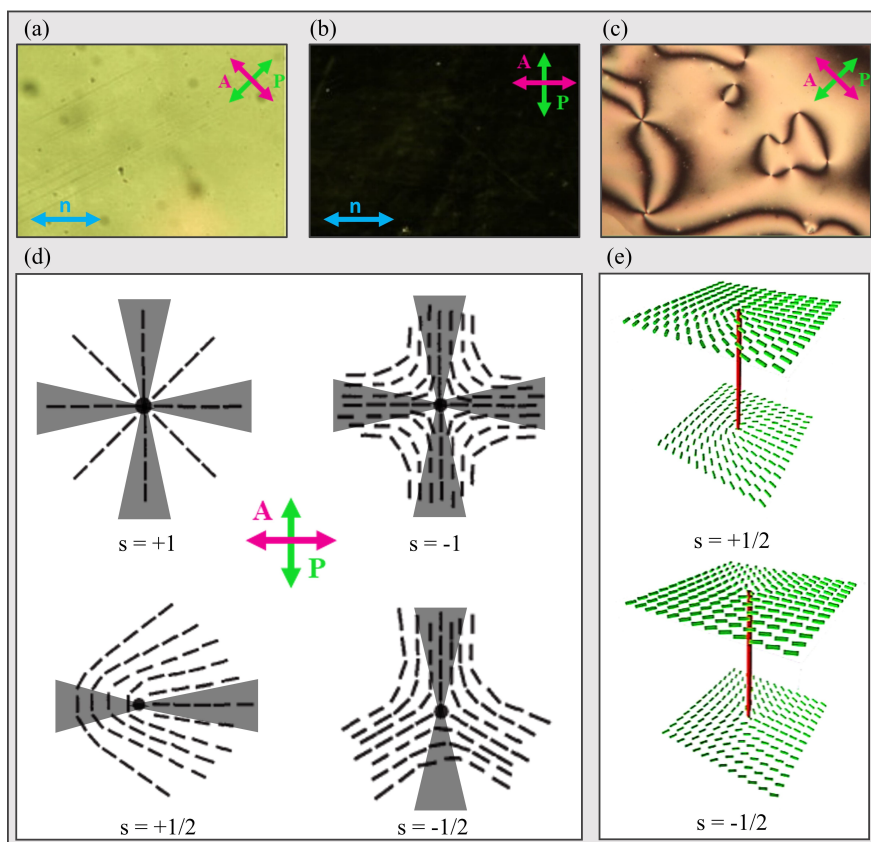 (a)
(b)
(c)
A P
A
P
A P
n
n
(d)
(e)
s = +1
s = -1
A
P
s = +1/2
s = +1/2
s = -1/2
s = -1/2